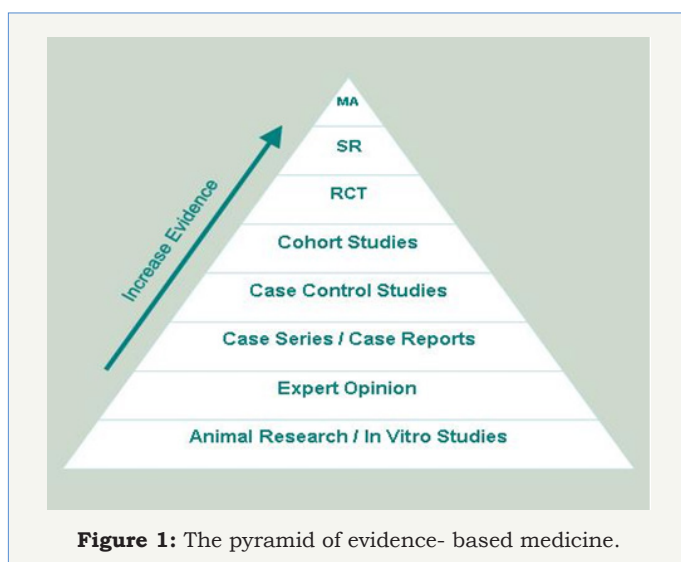 MA
SR
RCT
Increase Evidence
Cohort Studies
Case Control Studies
Case Series / Case Reports
Expert Opinion
Animal Research / In Vitro Studies
Figure 1: The pyramid of evidence- based medicine.